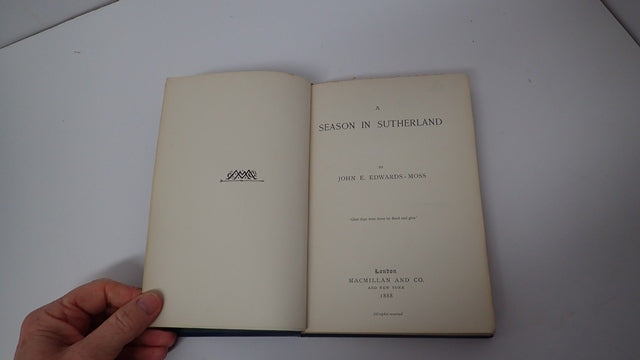 A
SEASON IN SUTHERLAND
BY
JOHN E. EDWARDS-MOSS
London
MACMILLAN AND CO.
AND NEW YORK
1888
All rights reserved